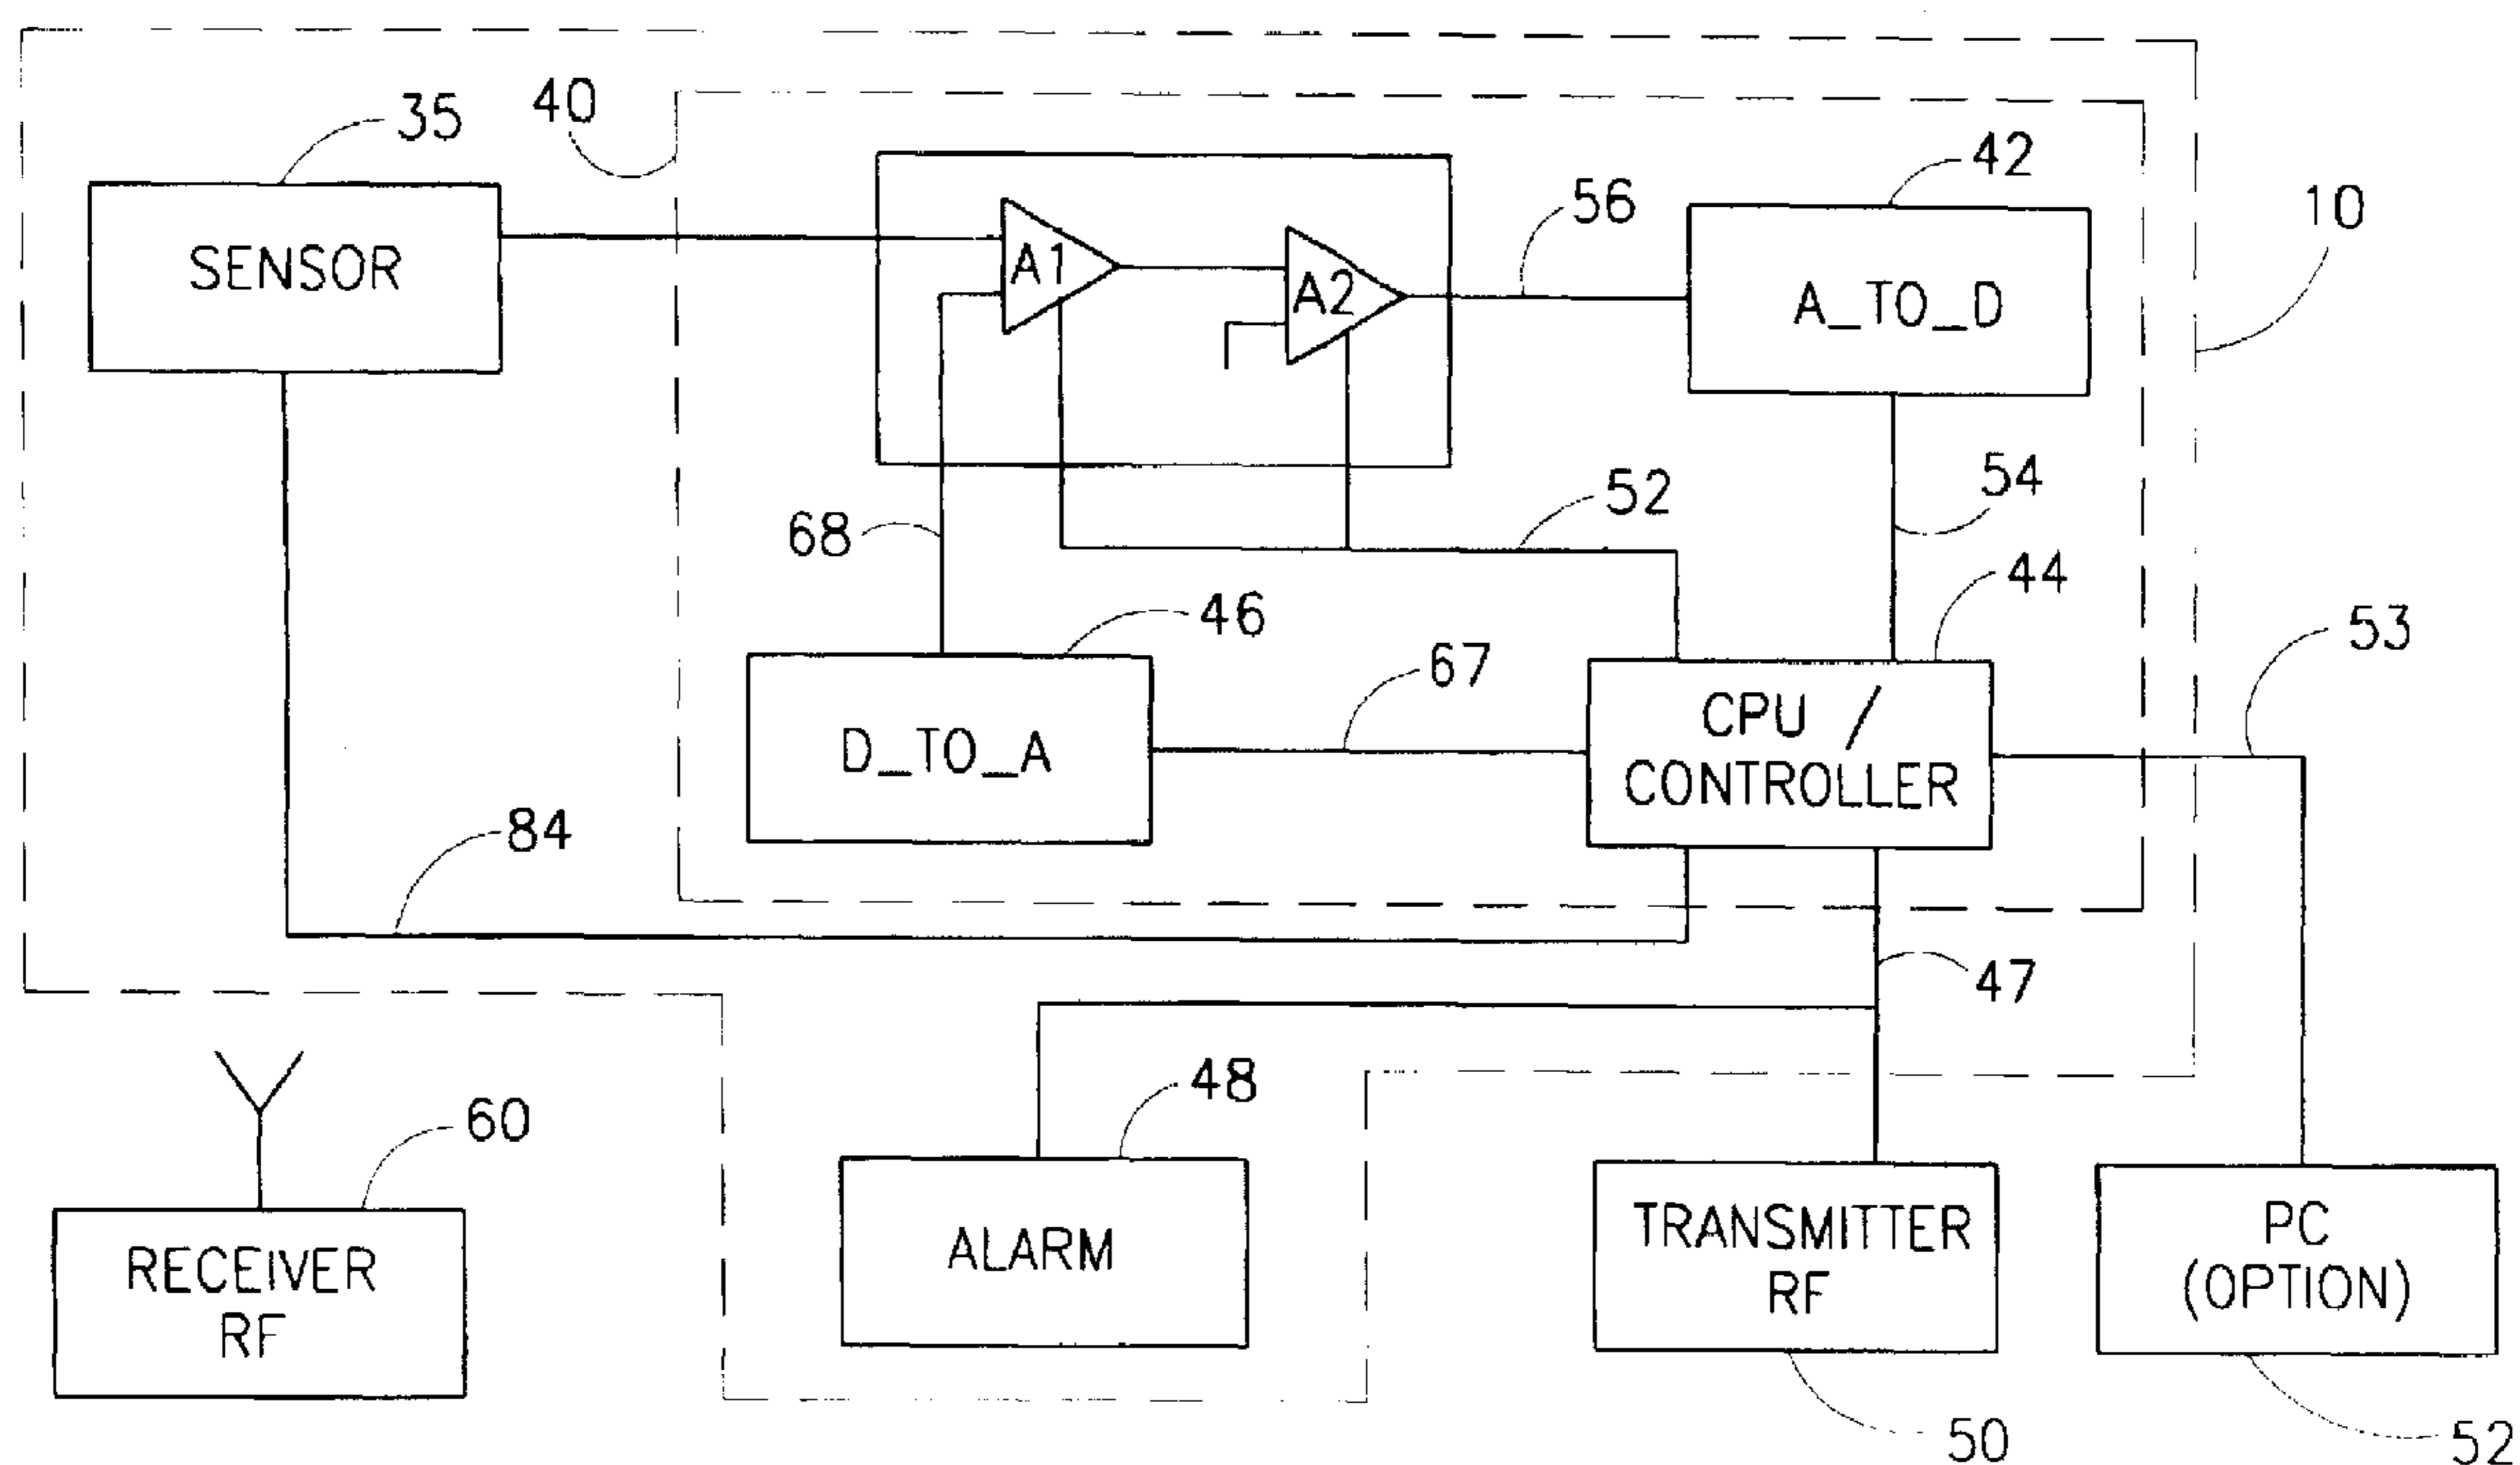 40
35
42
56
10
SENSOR
A1
A2
A_TO_D
54
52
68
44
46
53
67
CPU /
CONTROLLER
D_TO_A
84
47
48
60
ALARM
TRANSMITTER
RF
PC
(OPTION)
RECEIVER
RF
50
52